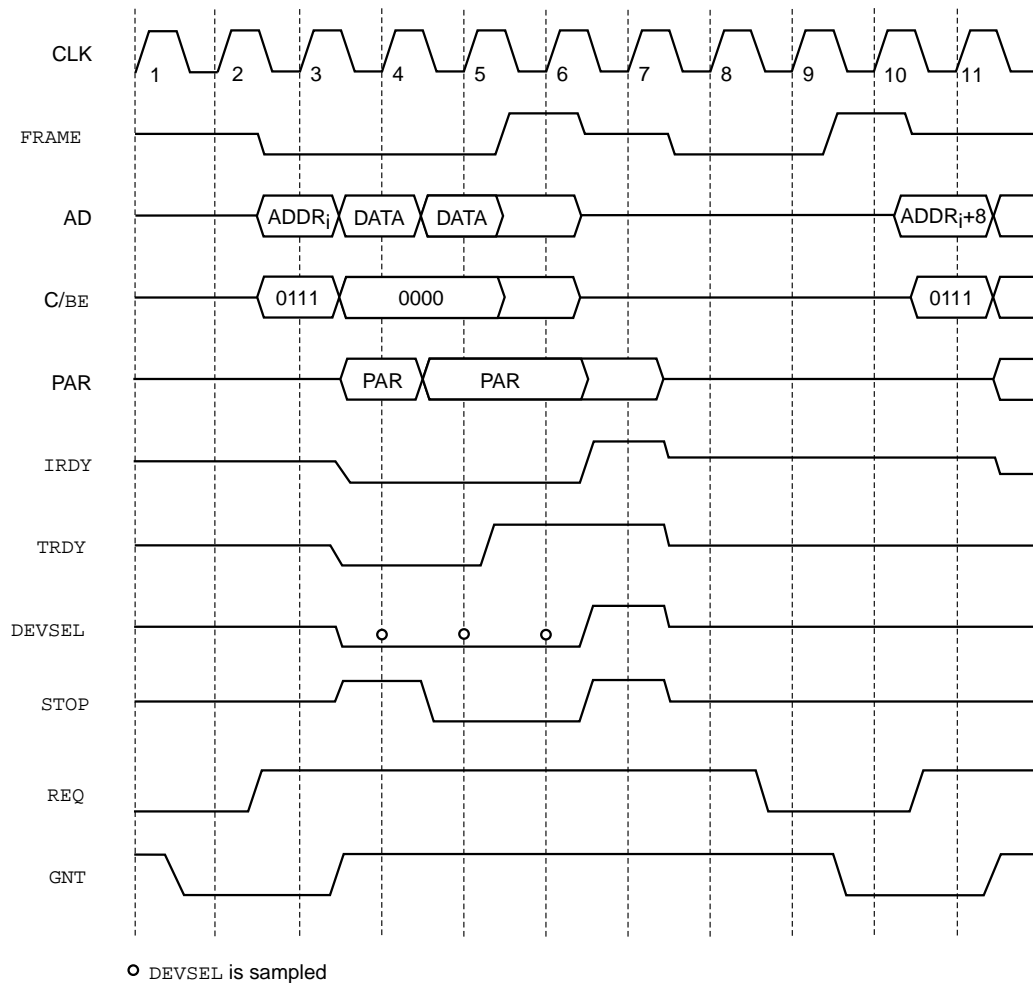 CLK
1 2 3 4 5 6 7 8 9 10 11
FRAME
AD
ADDRi DATA DATA ADDRi+8
C/BE
0111 0000 0111
PAR
PAR PAR
IRDY
TRDY
DEVSEL
STOP
REQ
GNT
DEVSEL is sampled